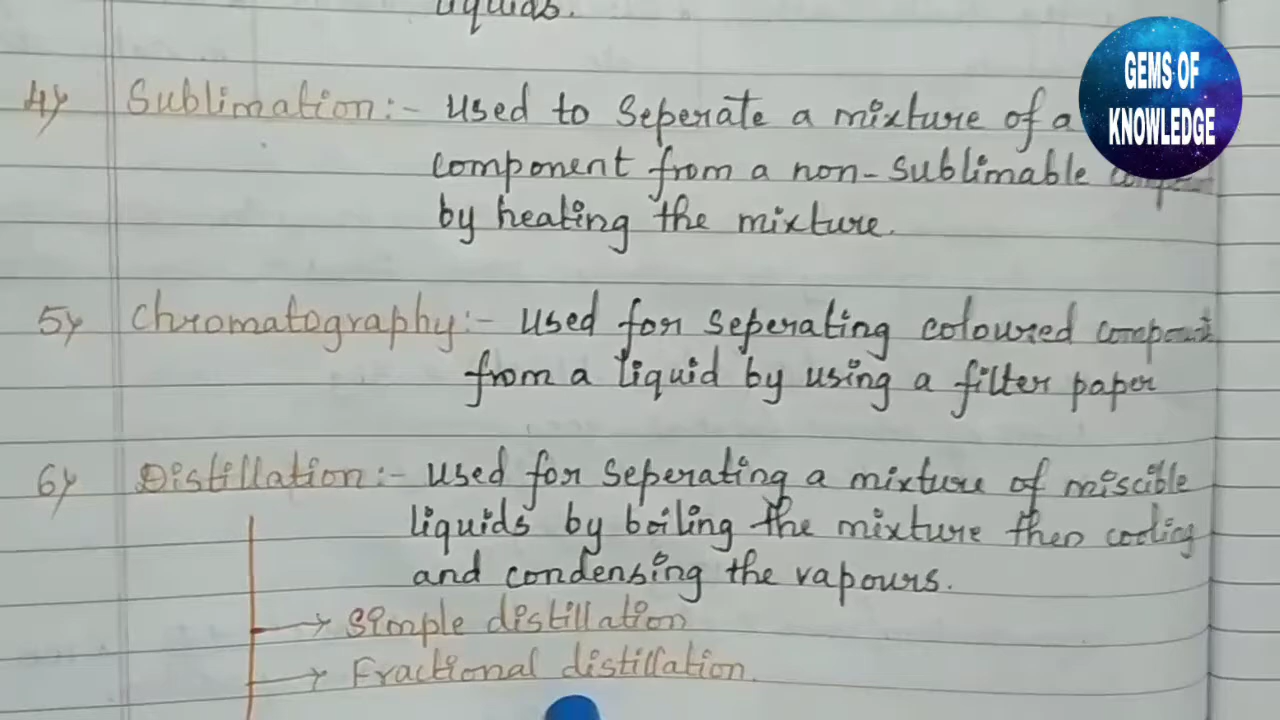 liquids.
4) Sublimation:- used to seperate a mixture of a
component from a non-sublimable
by heating the mixture.
5) Chromatography:- used for seperating coloured
from a liquid by using a filter paper
6) Distillation:- used for seperating a mixture of miscible
liquids by boiling the mixture then cooling
and condensing the vapours.
→ Simple distillation
→ Fractional distillation.
GEMS OF
KNOWLEDGE